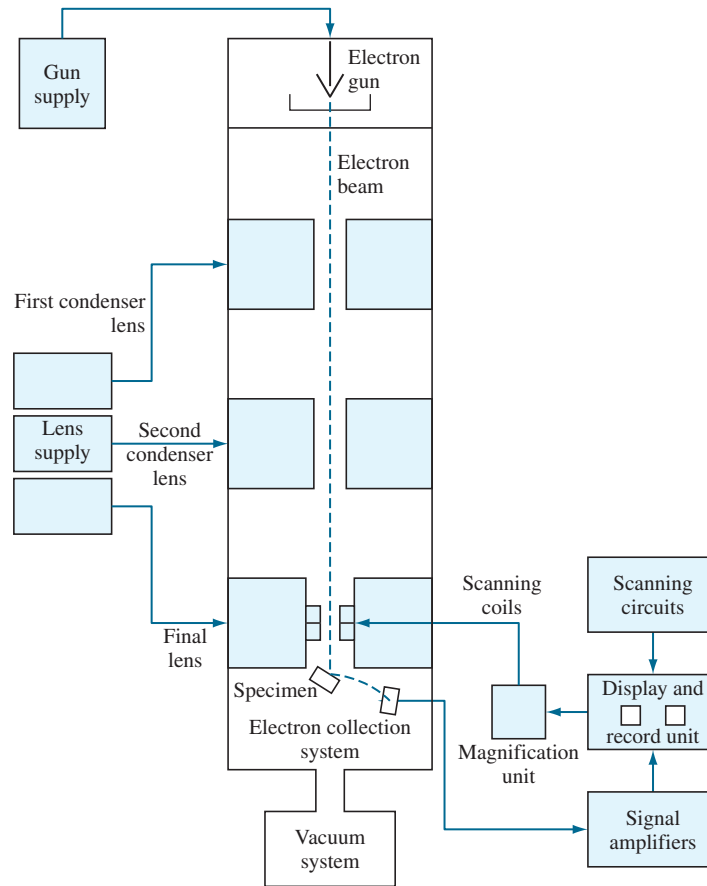 Gun
supply
Electron
gun
Electron
beam
First condenser
lens
Lens
supply
Second
condenser
lens
Final
lens
Scanning
coils
Scanning
circuits
Specimen
Electron collection
system
Magnification
unit
Display and
record unit
Signal
amplifiers
Vacuum
system